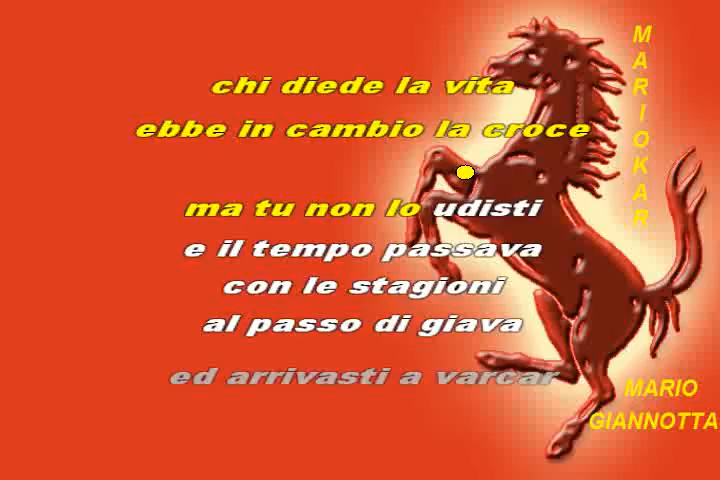 MARIOKAR
chi diede la vita
ebbe in cambio la croce
ma tu non lo udisti
e il tempo passava
con le stagioni
al passo di giava
ed arrivasti a varcar
MARIO
GIANNOTTA